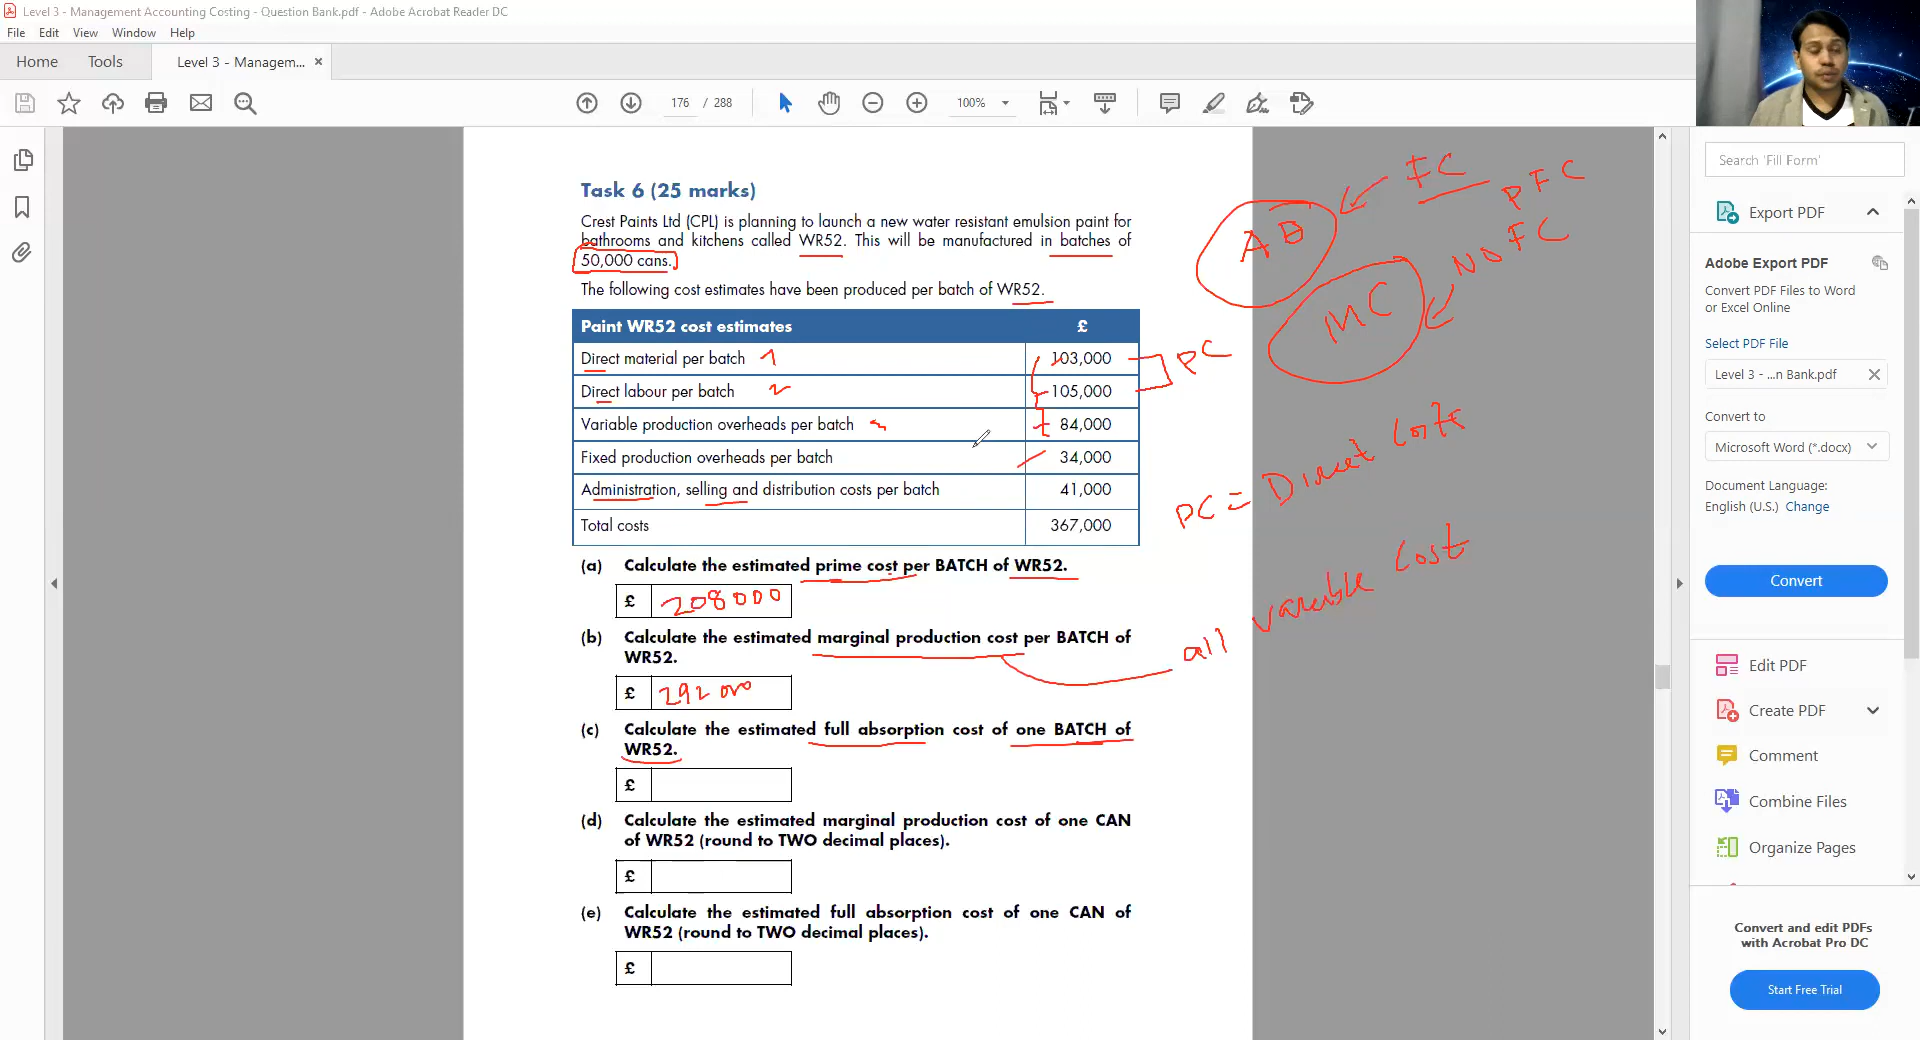 Level 3 - Management Accounting Costing - Question Bank.pdf - Adobe Acrobat Reader DC
File Edit View Window Help
Home Tools Level 3 - Managem... ×
176 / 288 100%
Task 6 (25 marks)
Crest Paints Ltd (CPL) is planning to launch a new water resistant emulsion paint for
bathrooms and kitchens called WR52. This will be manufactured in batches of
50,000 cans.
The following cost estimates have been produced per batch of WR52.
Paint WR52 cost estimates £
Direct material per batch 1 103,000
Direct labour per batch 2 105,000
Variable production overheads per batch 84,000
Fixed production overheads per batch 34,000
Administration, selling and distribution costs per batch 41,000
Total costs 367,000
(a) Calculate the estimated prime cost per BATCH of WR52.
£ 208000
(b) Calculate the estimated marginal production cost per BATCH of
WR52.
£ 292000
(c) Calculate the estimated full absorption cost of one BATCH of
WR52.
£
(d) Calculate the estimated marginal production cost of one CAN
of WR52 (round to TWO decimal places).
£
(e) Calculate the estimated full absorption cost of one CAN of
WR52 (round to TWO decimal places).
£
FC
PFC
AB
NO FC
MC
PC
PC = Direct Costs
all variable cost
Search 'Fill Form'
Export PDF
Adobe Export PDF
Convert PDF Files to Word
or Excel Online
Select PDF File
Level 3 - ...n Bank.pdf
Convert to
Microsoft Word (*.docx)
Document Language:
English (U.S.) Change
Convert
Edit PDF
Create PDF
Comment
Combine Files
Organize Pages
Convert and edit PDFs
with Acrobat Pro DC
Start Free Trial